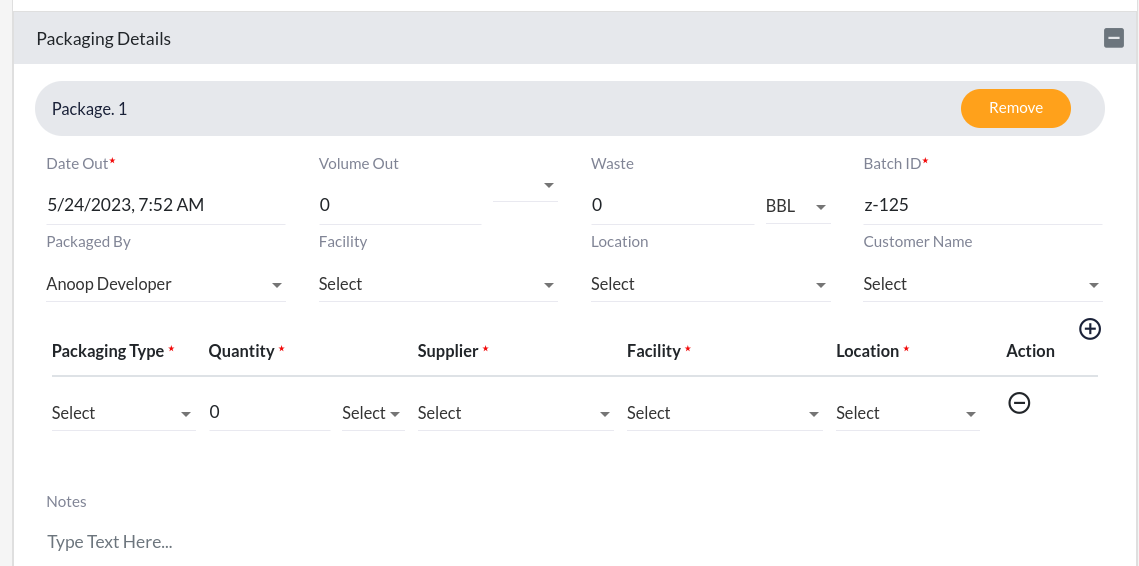 Packaging Details
Package. 1
Remove
Date Out* Volume Out Waste Batch ID*
5/24/2023, 7:52 AM 0 0 BBL z-125
Packaged By Facility Location Customer Name
Anoop Developer Select Select Select
Packaging Type * Quantity * Supplier * Facility * Location * Action
Select 0 Select Select Select Select
Notes
Type Text Here...